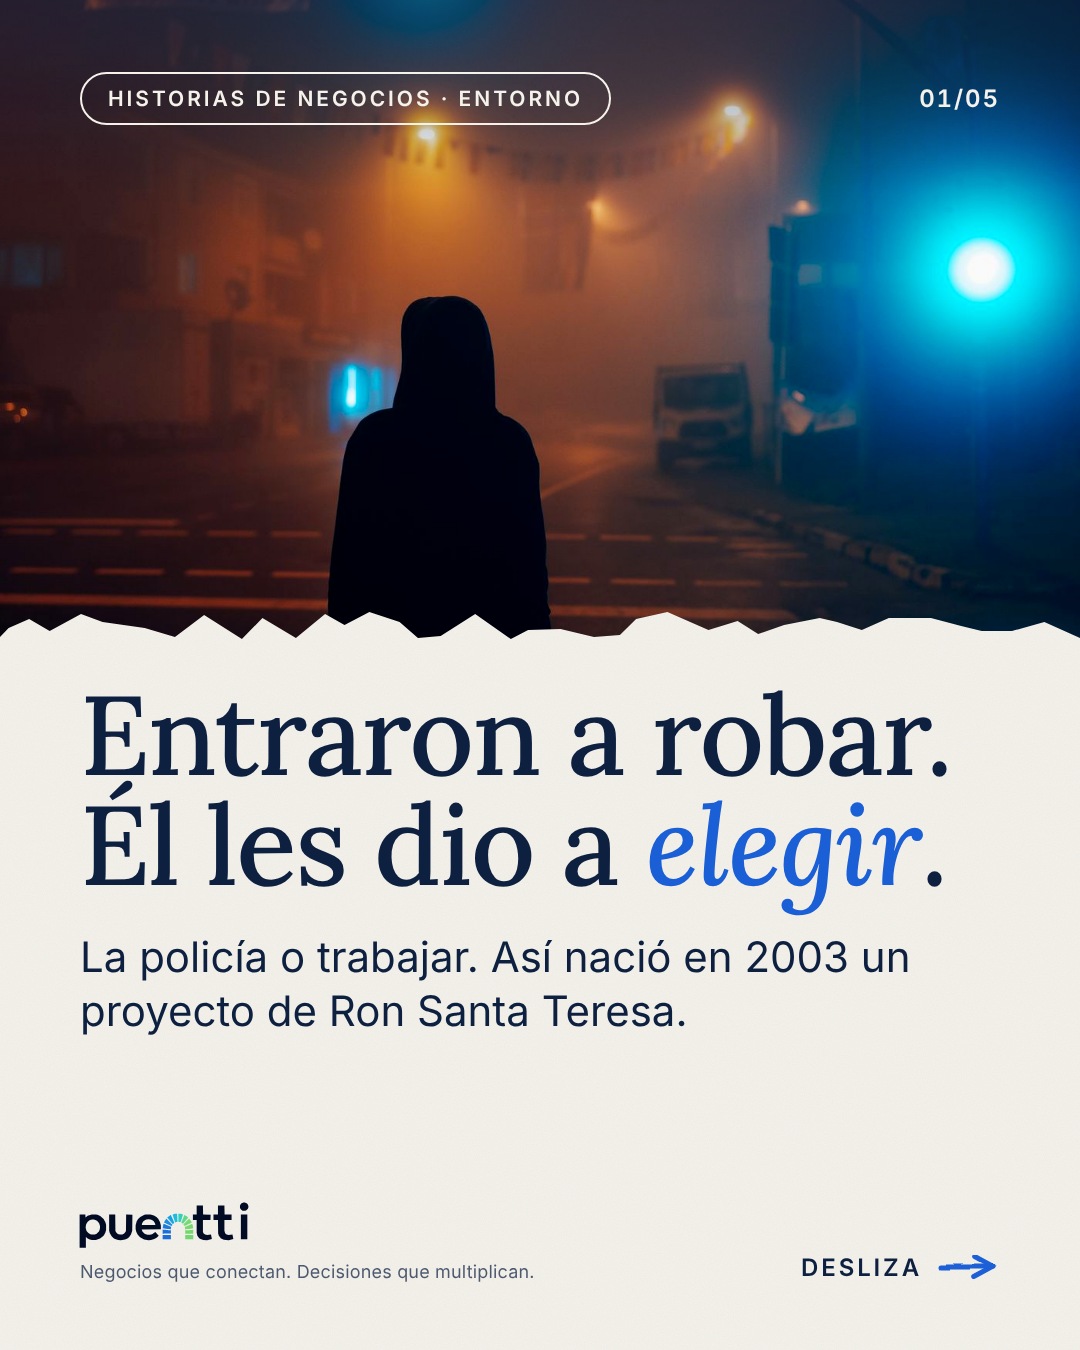 HISTORIAS DE NEGOCIOS · ENTORNO
01/05
Entraron a robar.
Él les dio a elegir.
La policía o trabajar. Así nació en 2003 un
proyecto de Ron Santa Teresa.
puentti
Negocios que conectan. Decisiones que multiplican.
DESLIZA